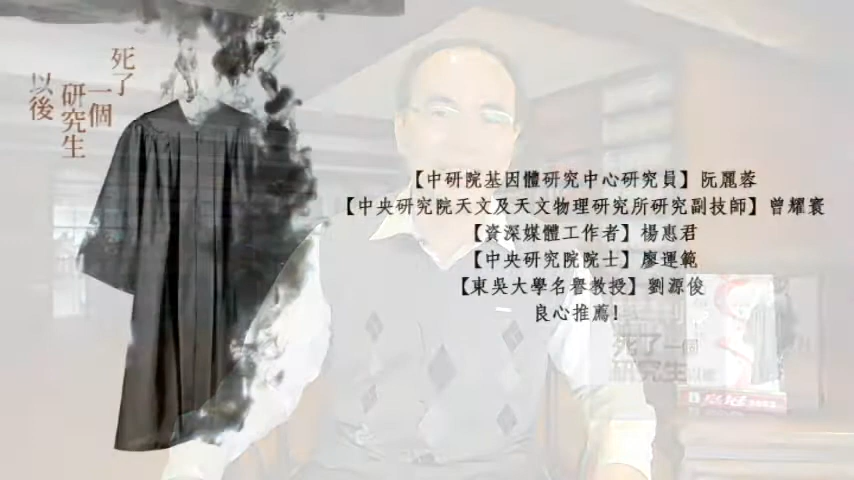 死了
一個
研究生
以後
【中研院基因體研究中心研究員】阮麗蓉
【中央研究院天文及天文物理研究所研究副技師】曾耀寰
【資深媒體工作者】楊惠君
【中央研究院院士】廖運範
【東吳大學名譽教授】劉源俊
良心推薦!
死了一個
研究生